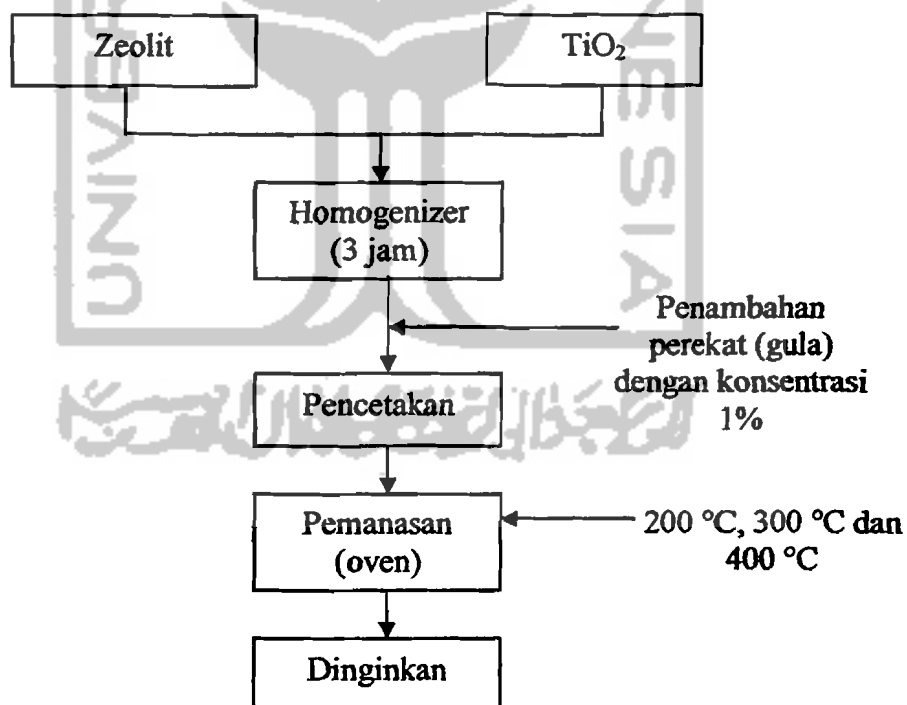 Zeolit
TiO₂
Homogenizer
(3 jam)
Penambahan
perekat (gula)
dengan konsentrasi
1%
Pencetakan
Pemanasan
(oven)
200 °C, 300 °C dan
400 °C
Dinginkan